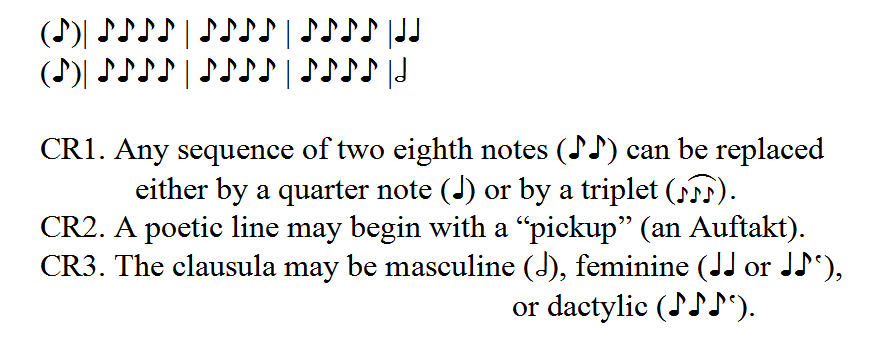 (♪)| ♪♪♪♪ | ♪♪♪♪ | ♪♪♪♪ |♩♩
(♪)| ♪♪♪♪ | ♪♪♪♪ | ♪♪♪♪ |𝅗𝅥
CR1. Any sequence of two eighth notes (♪♪) can be replaced
either by a quarter note (♩) or by a triplet (♪♪♪).
CR2. A poetic line may begin with a “pickup” (an Auftakt).
CR3. The clausula may be masculine (𝅗𝅥), feminine (♩♩ or ♩♪‛),
or dactylic (♪♪♪‛).